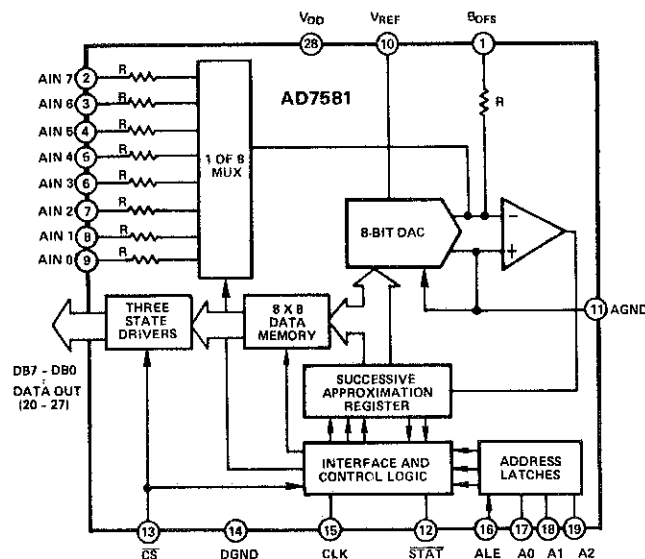 VDD
VREF
BOFS
28
10
1
AIN 7 2 R
AIN 6 3 R
AIN 5 4 R
AIN 4 5 R
AIN 3 6 R
AIN 2 7 R
AIN 1 8 R
AIN 0 9 R
AD7581
R
1 OF 8
MUX
8-BIT DAC
−
+
11 AGND
THREE
STATE
DRIVERS
8 X 8
DATA
MEMORY
DB7 - DB0
DATA OUT
(20 - 27)
SUCCESSIVE
APPROXIMATION
REGISTER
INTERFACE AND
CONTROL LOGIC
ADDRESS
LATCHES
13 14 15 12 16 17 18 19
CS DGND CLK STAT ALE A0 A1 A2